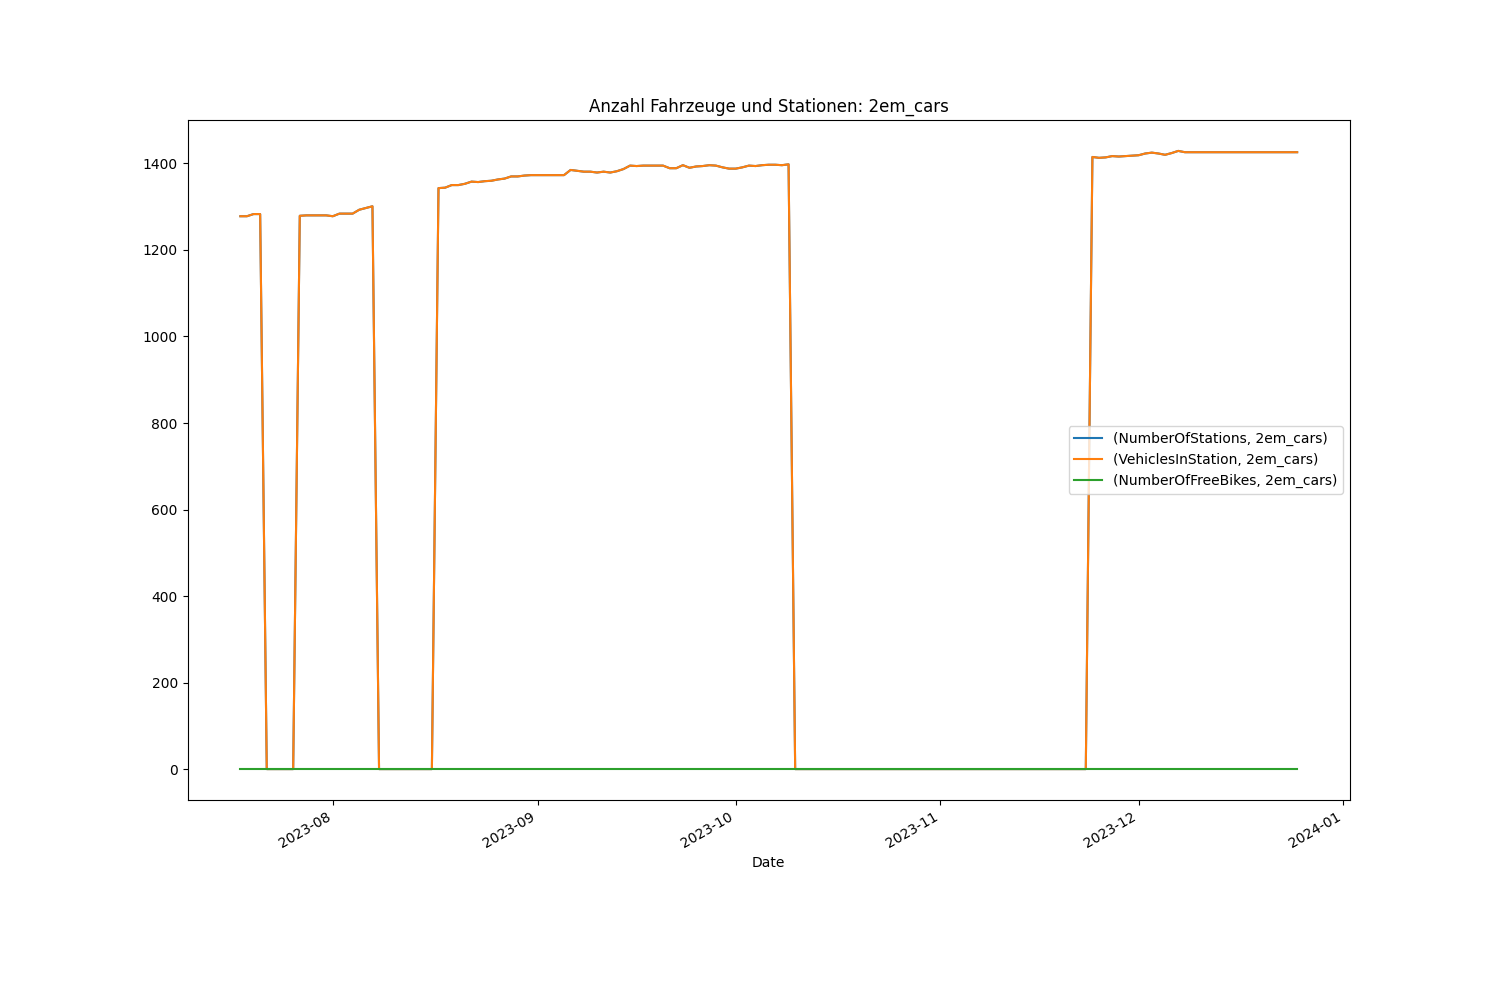 Anzahl Fahrzeuge und Stationen: 2em_cars
1400
1200
1000
800
600
400
200
0
(NumberOfStations, 2em_cars)
(VehiclesInStation, 2em_cars)
(NumberOfFreeBikes, 2em_cars)
2023-08
2023-09
2023-10
2023-11
2023-12
2024-01
Date